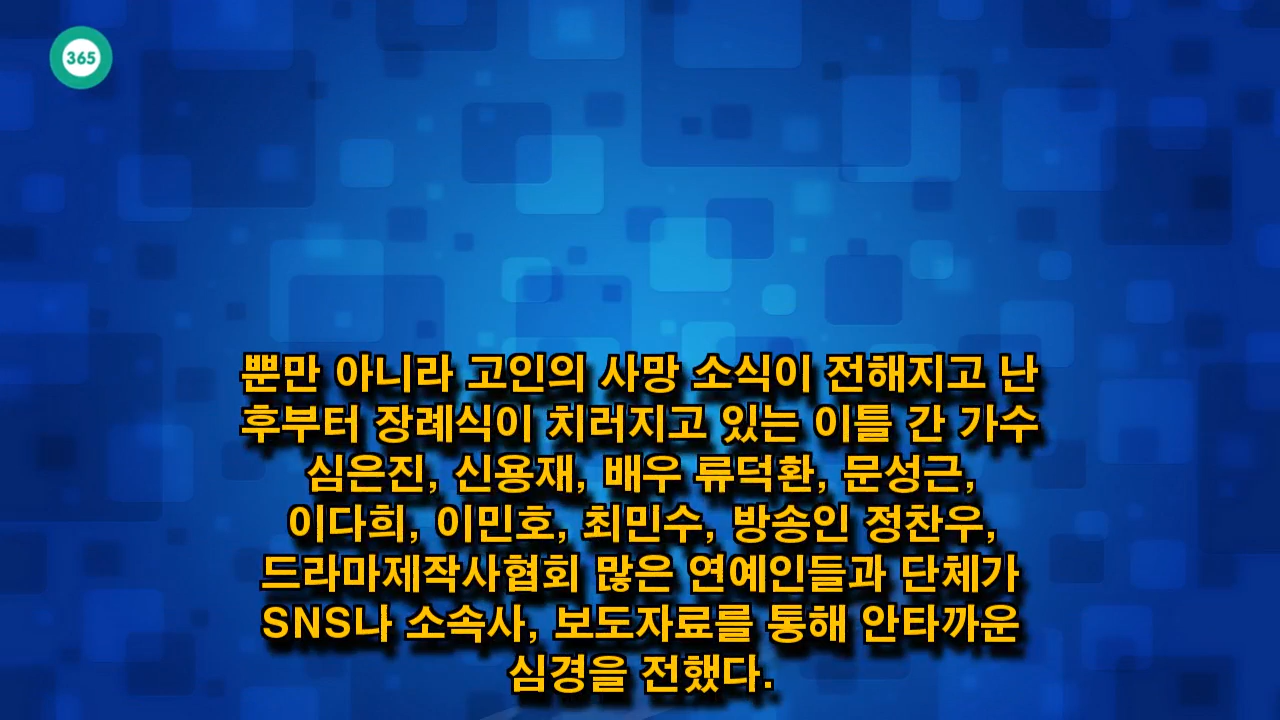 365
뿐만 아니라 고인의 사망 소식이 전해지고 난
후부터 장례식이 치러지고 있는 이틀 간 가수
심은진, 신용재, 배우 류덕환, 문성근,
이다희, 이민호, 최민수, 방송인 정찬우,
드라마제작사협회 많은 연예인들과 단체가
SNS나 소속사, 보도자료를 통해 안타까운
심경을 전했다.